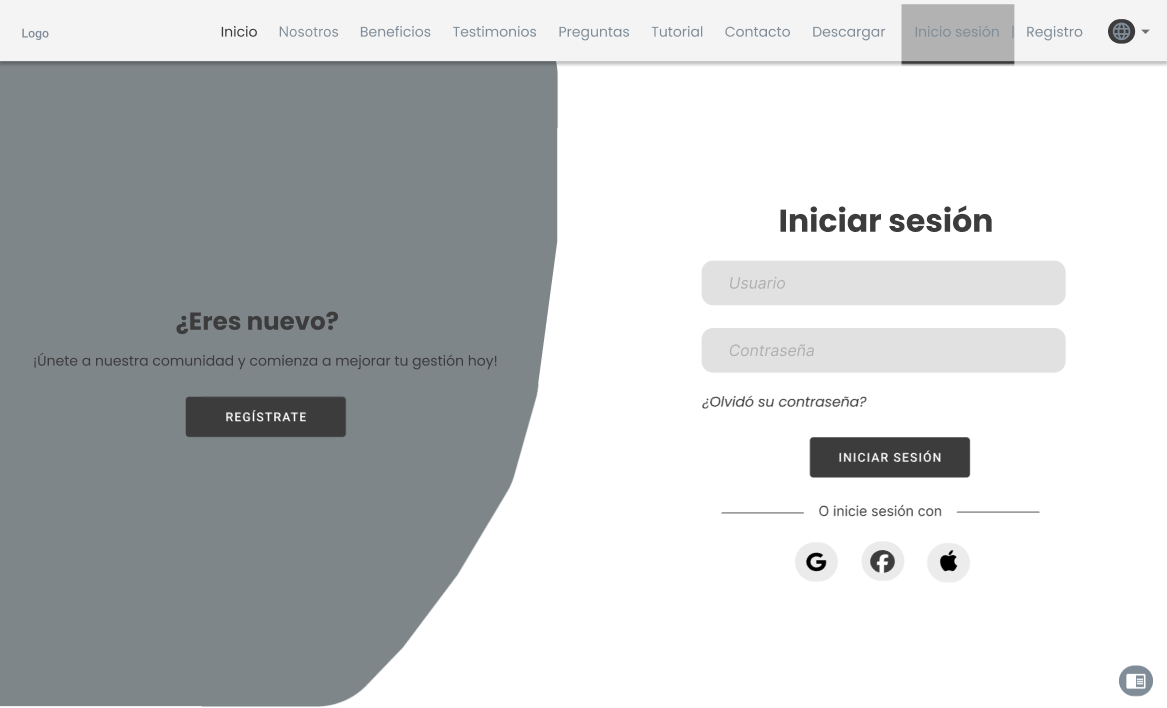 Logo
Inicio Nosotros Beneficios Testimonios Preguntas Tutorial Contacto Descargar Inicio sesión | Registro
¿Eres nuevo?
¡Únete a nuestra comunidad y comienza a mejorar tu gestión hoy!
REGÍSTRATE
Iniciar sesión
Usuario
Contraseña
¿Olvidó su contraseña?
INICIAR SESIÓN
O inicie sesión con